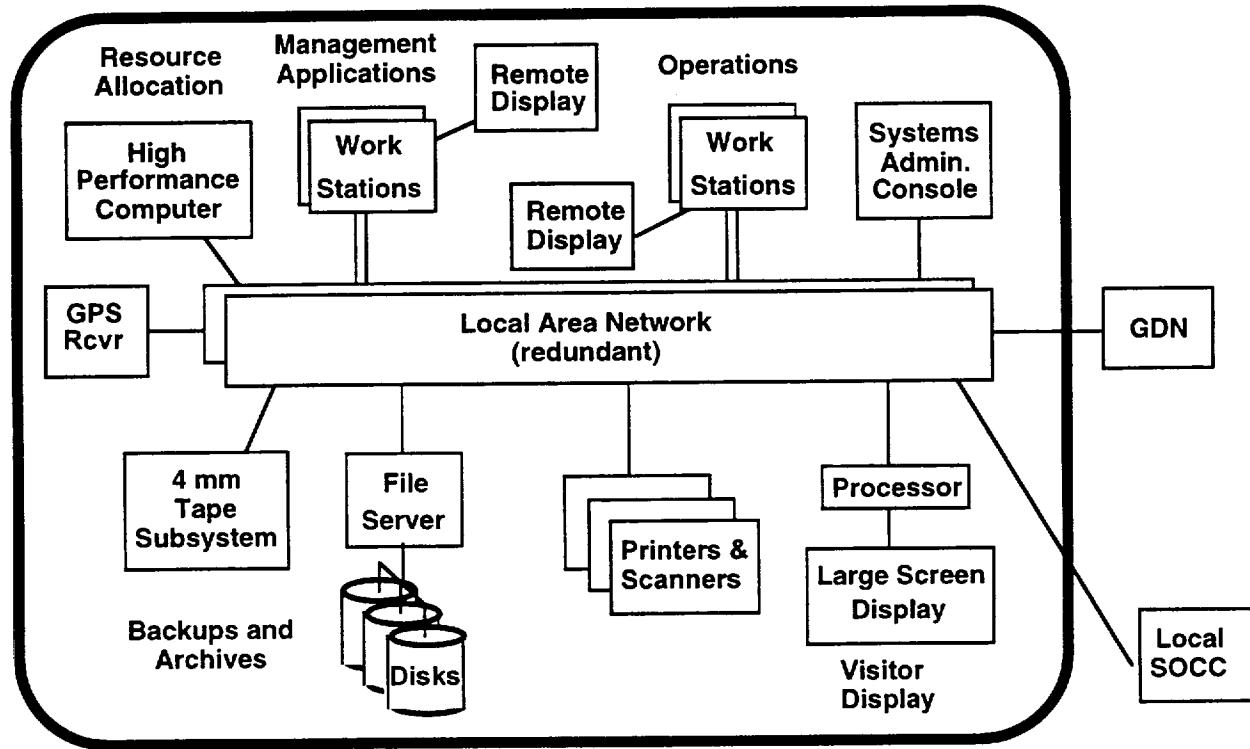 Resource
Allocation
Management
Applications
Operations
Remote
Display
High
Performance
Computer
Work
Stations
Work
Stations
Systems
Admin.
Console
Remote
Display
GPS
Rcvr
Local Area Network
(redundant)
GDN
4 mm
Tape
Subsystem
File
Server
Processor
Printers &
Scanners
Large Screen
Display
Backups and
Archives
Disks
Visitor
Display
Local
SOCC